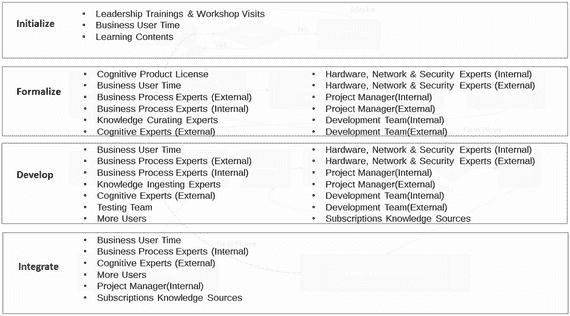 Initialize
• Leadership Trainings & Workshop Visits
• Business User Time
• Learning Contents
Formalize
• Cognitive Product License
• Business User Time
• Business Process Experts (External)
• Business Process Experts (Internal)
• Knowledge Curating Experts
• Cognitive Experts (External)
• Hardware, Network & Security Experts (Internal)
• Hardware, Network & Security Experts (External)
• Project Manager(Internal)
• Project Manager(External)
• Development Team(Internal)
• Development Team(External)
Develop
• Business User Time
• Business Process Experts (External)
• Business Process Experts (Internal)
• Knowledge Ingesting Experts
• Cognitive Experts (External)
• Testing Team
• More Users
• Hardware, Network & Security Experts (Internal)
• Hardware, Network & Security Experts (External)
• Project Manager(Internal)
• Project Manager(External)
• Development Team(Internal)
• Development Team(External)
• Subscriptions Knowledge Sources
Integrate
• Business User Time
• Business Process Experts (Internal)
• Cognitive Experts (External)
• More Users
• Project Manager(Internal)
• Subscriptions Knowledge Sources